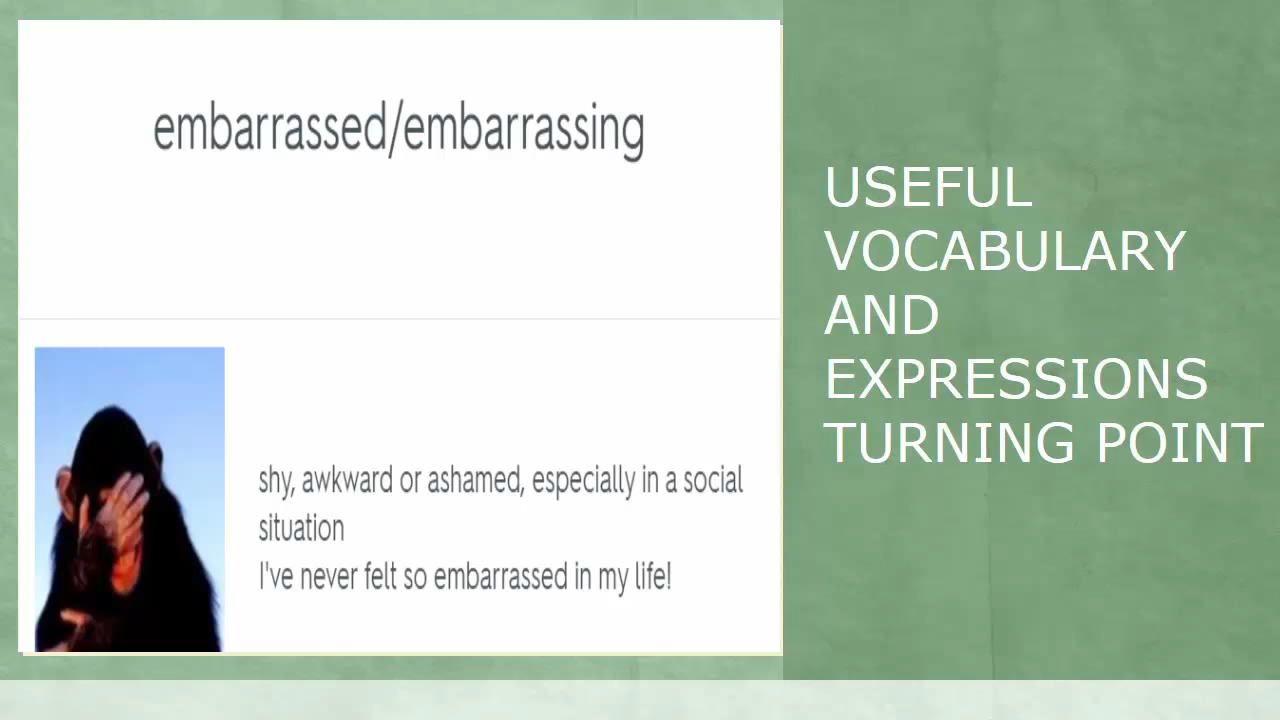 embarrassed/embarrassing
shy, awkward or ashamed, especially in a social
situation
I've never felt so embarrassed in my life!
USEFUL
VOCABULARY
AND
EXPRESSIONS
TURNING POINT